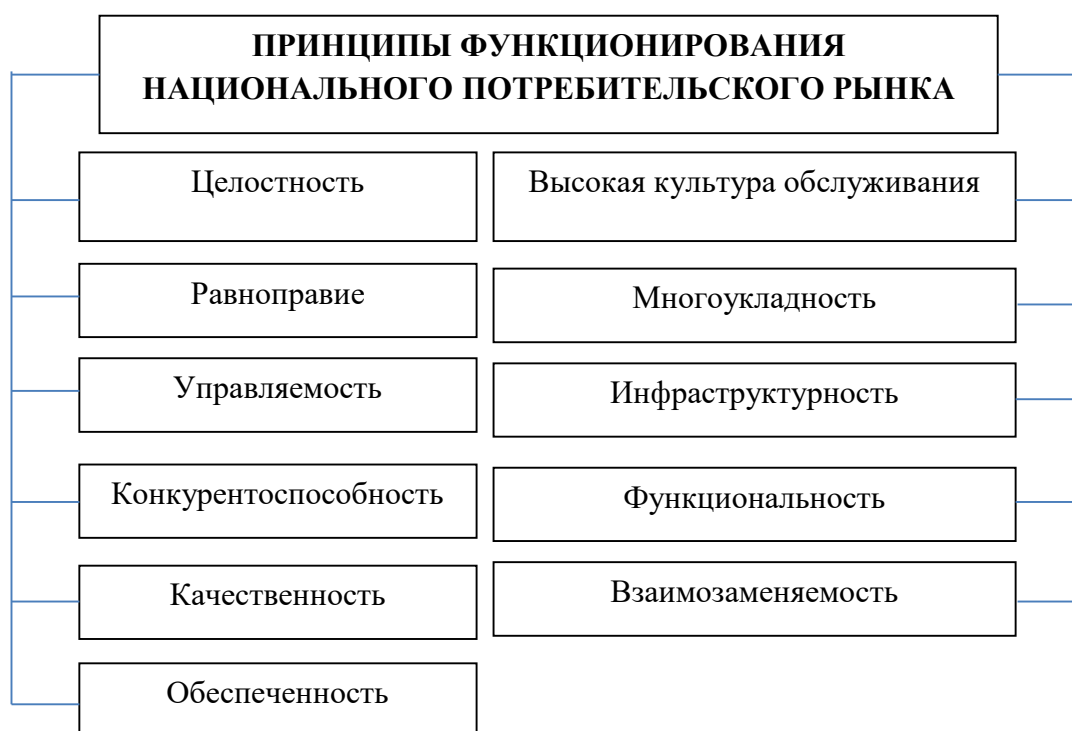 ПРИНЦИПЫ ФУНКЦИОНИРОВАНИЯ
НАЦИОНАЛЬНОГО ПОТРЕБИТЕЛЬСКОГО РЫНКА
Целостность
Высокая культура обслуживания
Равноправие
Многоукладность
Управляемость
Инфраструктурность
Конкурентоспособность
Функциональность
Качественность
Взаимозаменяемость
Обеспеченность